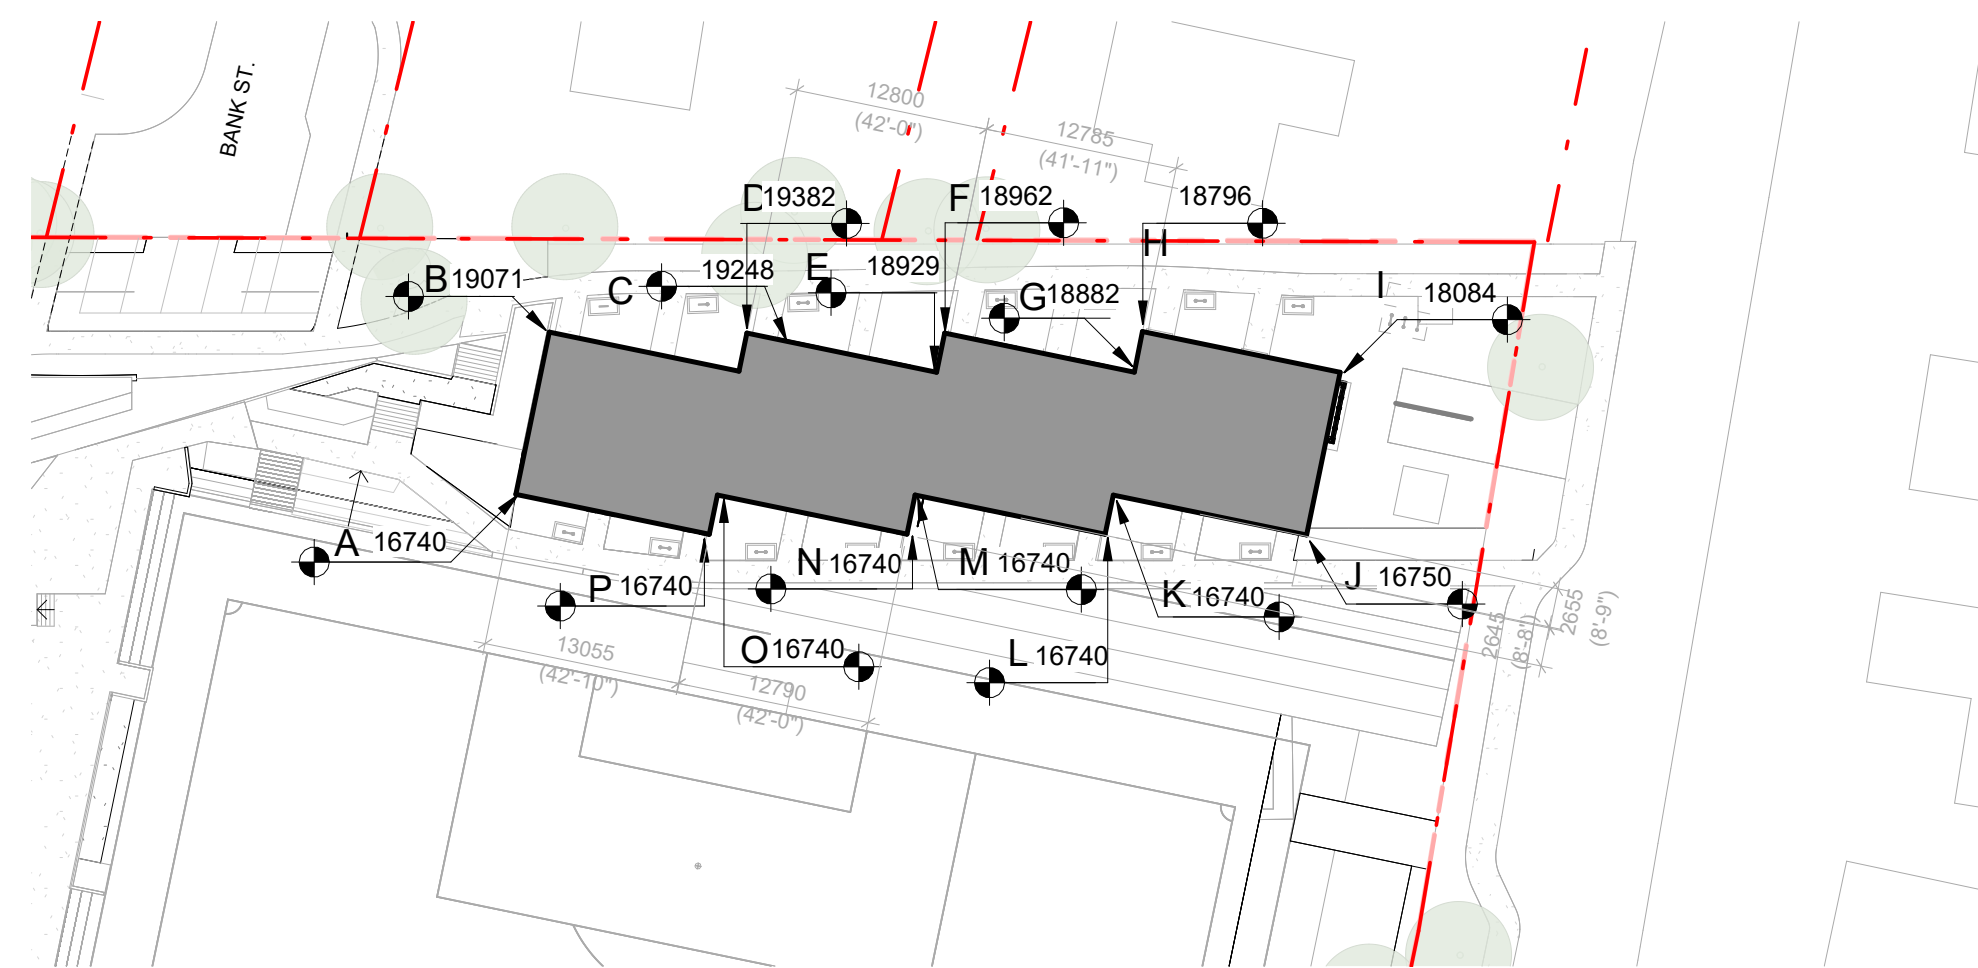 BANK ST.
12800
(42'-0")
12785
(41'-11")
D 19382
F 18962
18796
H
B 19071
C 19248
E 18929
G 18882
I 18084
A 16740
P 16740
N 16740
M 16740
K 16740
J 16750
O 16740
L 16740
13055
(42'-10")
12790
(42'-0")
2645
(8'-8")
2655
(8'-9")